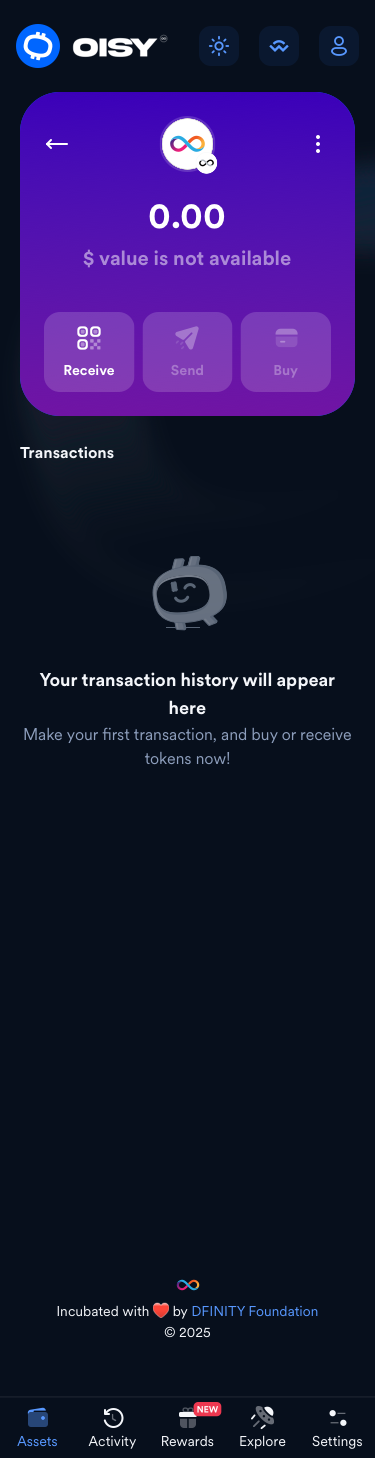 OISY
0.00
$ value is not available
Receive
Send
Buy
Transactions
Your transaction history will appear
here
Make your first transaction, and buy or receive
tokens now!
Incubated with ❤️ by DFINITY Foundation
© 2025
NEW
Assets
Activity
Rewards
Explore
Settings